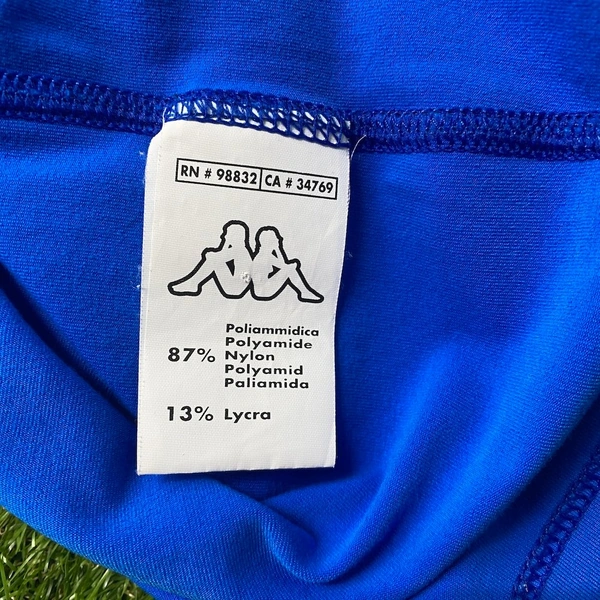 RN # 98832 CA # 34769
Poliammidica
Polyamide
87% Nylon
Polyamid
Paliamida
13% Lycra